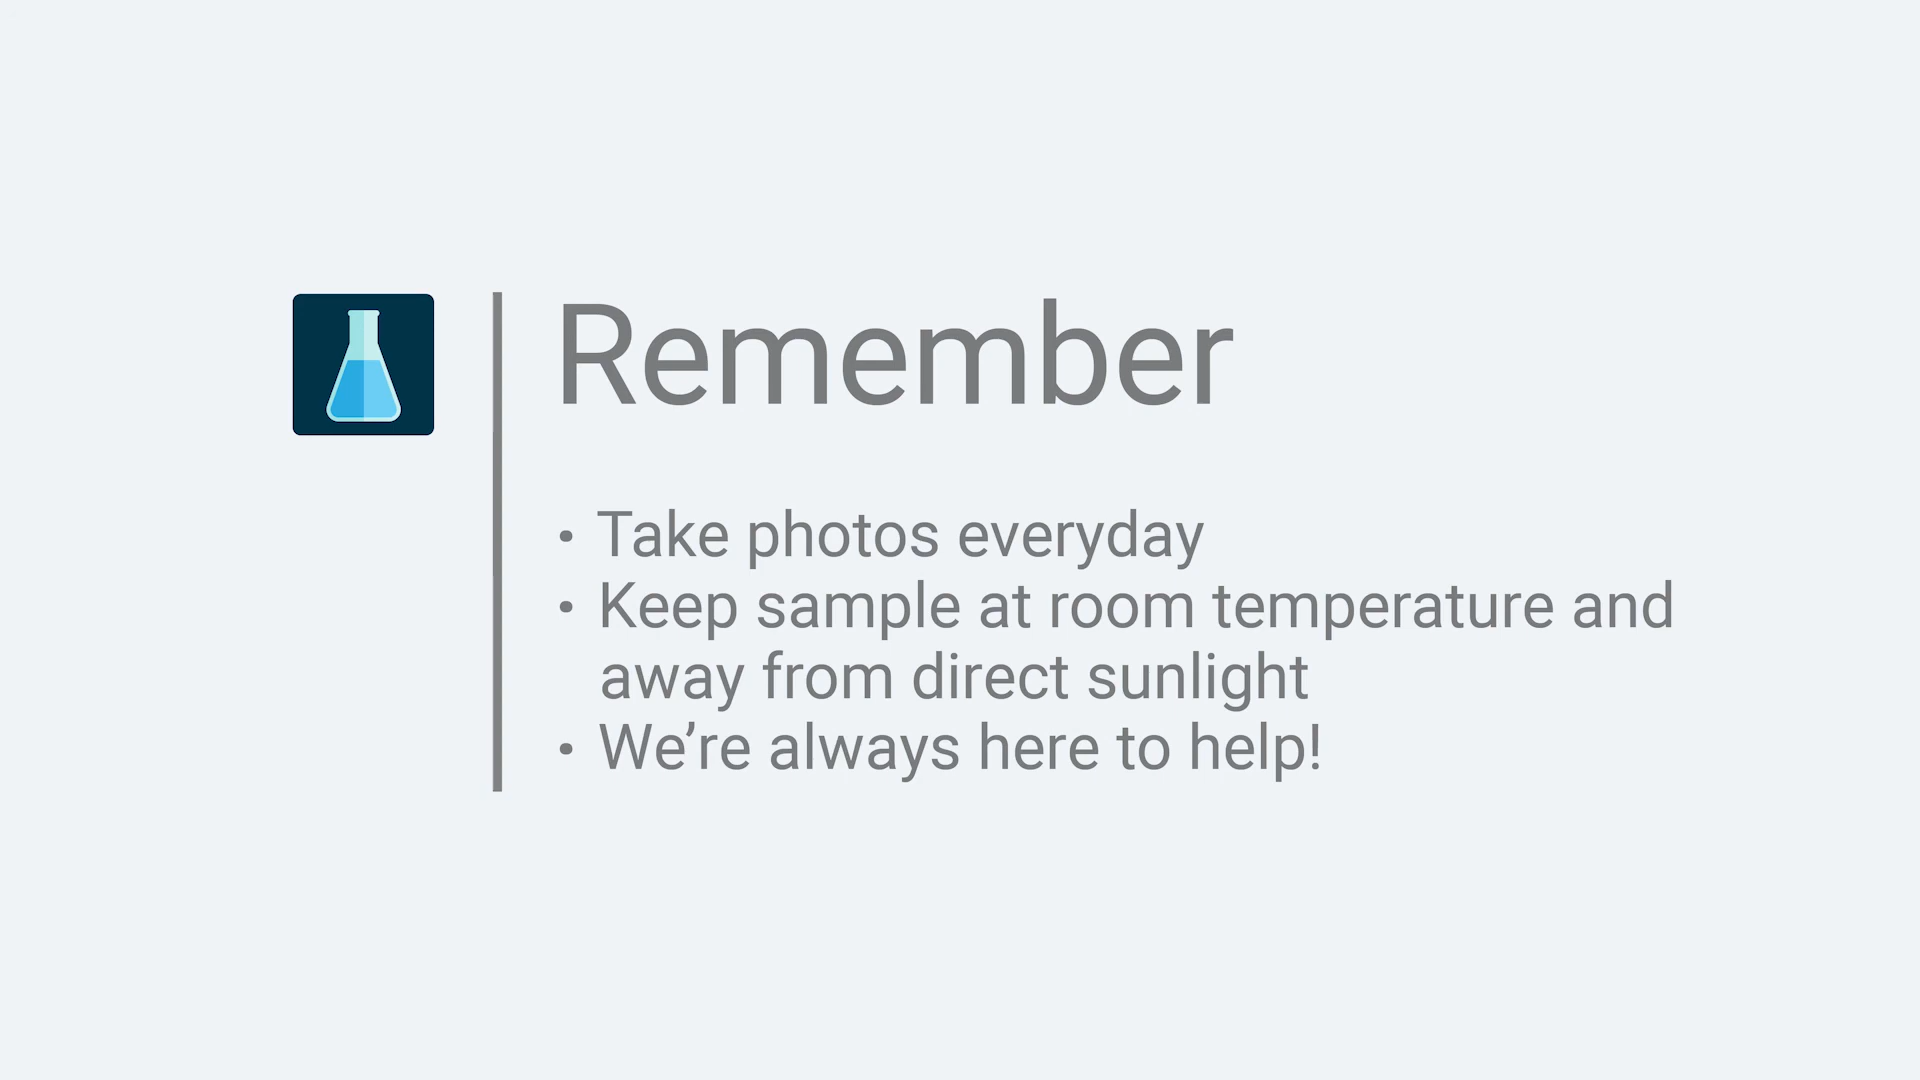 Remember
• Take photos everyday
• Keep sample at room temperature and
away from direct sunlight
• We’re always here to help!